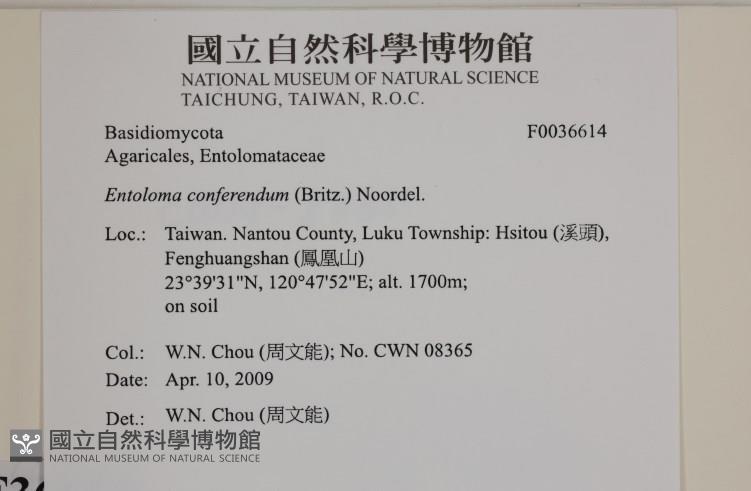 國立自然科學博物館
NATIONAL MUSEUM OF NATURAL SCIENCE
TAICHUNG, TAIWAN, R.O.C.
Basidiomycota F0036614
Agaricales, Entolomataceae
Entoloma conferendum (Britz.) Noordel.
Loc.: Taiwan. Nantou County, Luku Township: Hsitou (溪頭),
Fenghuangshan (鳳凰山)
23°39'31"N, 120°47'52"E; alt. 1700m;
on soil
Col.: W.N. Chou (周文能); No. CWN 08365
Date: Apr. 10, 2009
Det.: W.N. Chou (周文能)
國立自然科學博物館
NATIONAL MUSEUM OF NATURAL SCIENCE